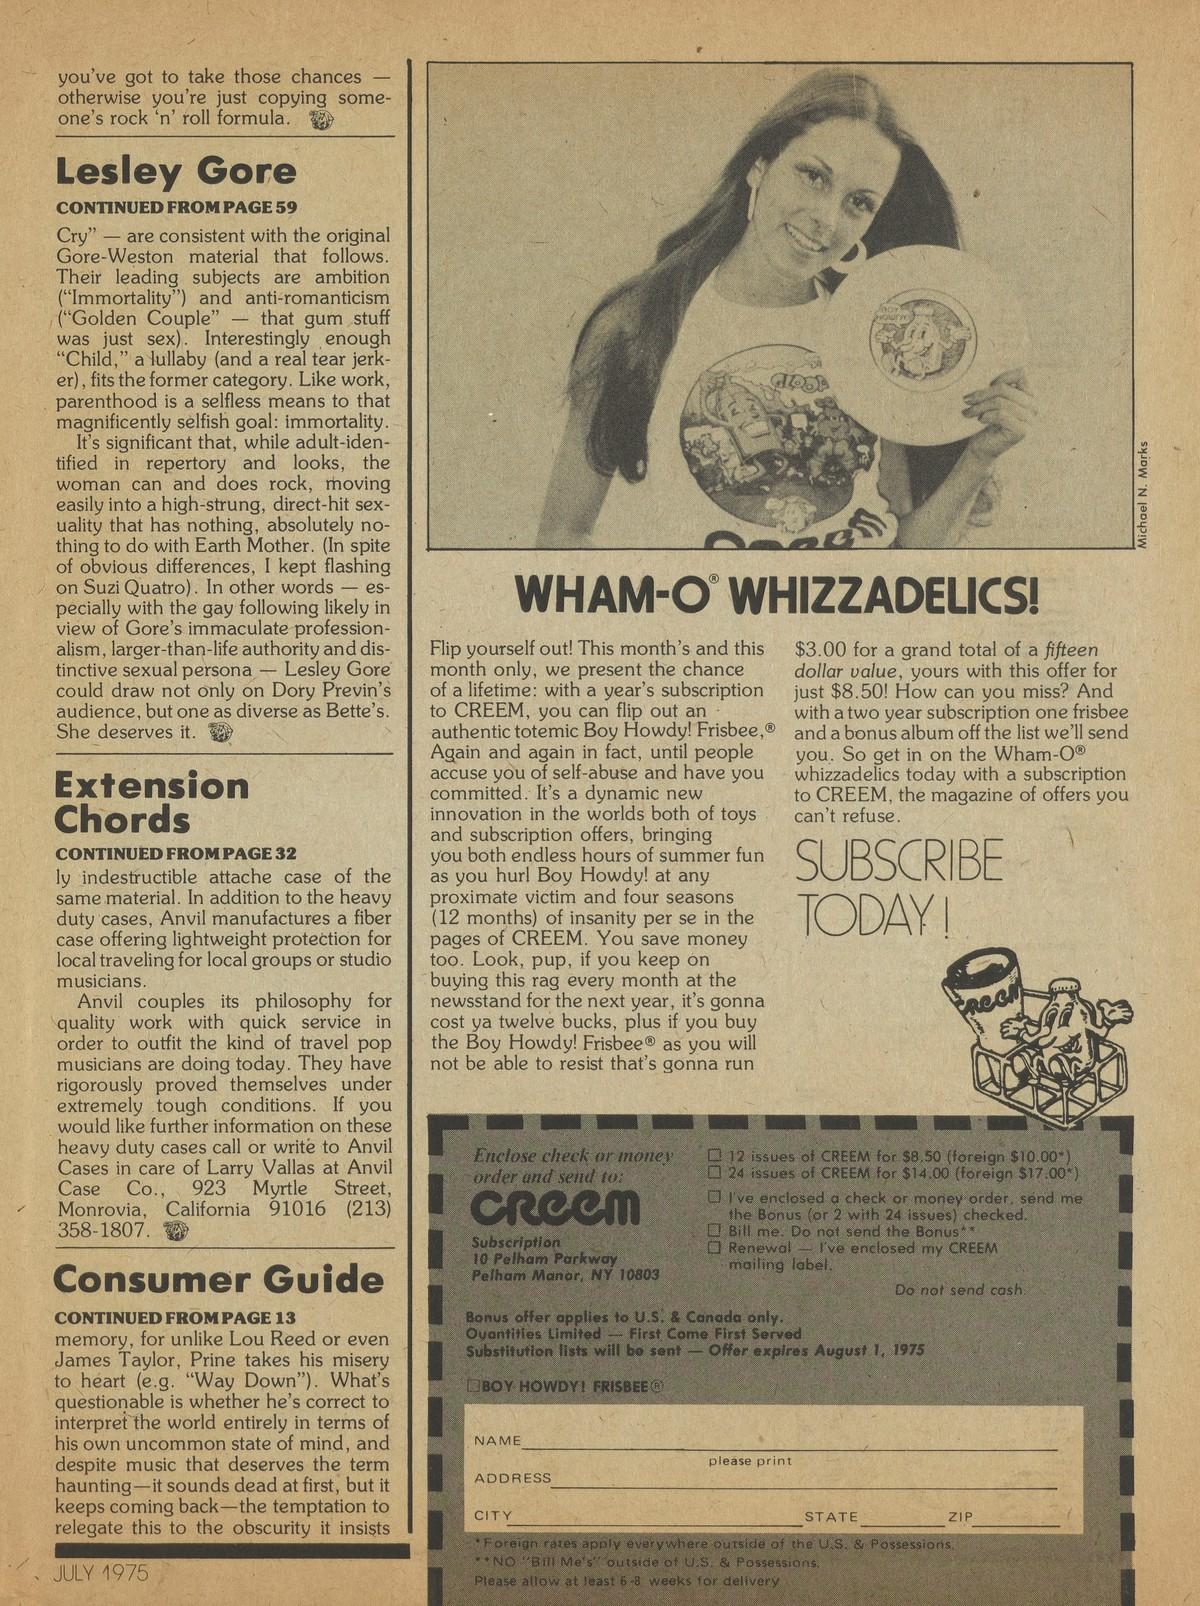 you've got to take those chances —
otherwise you're just copying some-
one's rock 'n' roll formula.
Lesley Gore
CONTINUED FROM PAGE 59
Cry" — are consistent with the original
Gore-Weston material that follows.
Their leading subjects are ambition
("Immortality") and anti-romanticism
("Golden Couple" — that gum stuff
was just sex). Interestingly enough
"Child," a lullaby (and a real tear jerk-
er), fits the former category. Like work,
parenthood is a selfless means to that
magnificently selfish goal: immortality.
It's significant that, while adult-iden-
tified in repertory and looks, the
woman can and does rock, moving
easily into a high-strung, direct-hit sex-
uality that has nothing, absolutely no-
thing to do with Earth Mother. (In spite
of obvious differences, I kept flashing
on Suzi Quatro). In other words — es-
pecially with the gay following likely in
view of Gore's immaculate profession-
alism, larger-than-life authority and dis-
tinctive sexual persona — Lesley Gore
could draw not only on Dory Previn's
audience, but one as diverse as Bette's.
She deserves it.
Extension
Chords
CONTINUED FROM PAGE 32
ly indestructible attache case of the
same material. In addition to the heavy
duty cases, Anvil manufactures a fiber
case offering lightweight protection for
local traveling for local groups or studio
musicians.
Anvil couples its philosophy for
quality work with quick service in
order to outfit the kind of travel pop
musicians are doing today. They have
rigorously proved themselves under
extremely tough conditions. If you
would like further information on these
heavy duty cases call or write to Anvil
Cases in care of Larry Vallas at Anvil
Case Co., 923 Myrtle Street,
Monrovia, California 91016 (213)
358-1807.
Consumer Guide
CONTINUED FROM PAGE 13
memory, for unlike Lou Reed or even
James Taylor, Prine takes his misery
to heart (e.g. "Way Down"). What's
questionable is whether he's correct to
interpret the world entirely in terms of
his own uncommon state of mind, and
despite music that deserves the term
haunting—it sounds dead at first, but it
keeps coming back—the temptation to
relegate this to the obscurity it insists
JULY 1975
BOY HOWDY!
GLOOP
CREEM
Michael N. Marks
WHAM-O® WHIZZADELICS!
Flip yourself out! This month's and this
month only, we present the chance
of a lifetime: with a year's subscription
to CREEM, you can flip out an
authentic totemic Boy Howdy! Frisbee,®
Again and again in fact, until people
accuse you of self-abuse and have you
committed. It's a dynamic new
innovation in the worlds both of toys
and subscription offers, bringing
you both endless hours of summer fun
as you hurl Boy Howdy! at any
proximate victim and four seasons
(12 months) of insanity per se in the
pages of CREEM. You save money
too. Look, pup, if you keep on
buying this rag every month at the
newsstand for the next year, it's gonna
cost ya twelve bucks, plus if you buy
the Boy Howdy! Frisbee® as you will
not be able to resist that's gonna run
$3.00 for a grand total of a fifteen
dollar value, yours with this offer for
just $8.50! How can you miss? And
with a two year subscription one frisbee
and a bonus album off the list we'll send
you. So get in on the Wham-O®
whizzadelics today with a subscription
to CREEM, the magazine of offers you
can't refuse.
SUBSCRIBE
TODAY!
CREEM
Enclose check or money
order and send to:
CREEM
Subscription
10 Pelham Parkway
Pelham Manor, NY 10803
☐ 12 issues of CREEM for $8.50 (foreign $10.00*)
☐ 24 issues of CREEM for $14.00 (foreign $17.00*)
☐ I've enclosed a check or money order, send me
the Bonus (or 2 with 24 issues) checked.
☐ Bill me. Do not send the Bonus**
☐ Renewal — I've enclosed my CREEM
mailing label.
Do not send cash
Bonus offer applies to U.S. & Canada only.
Quantities Limited — First Come First Served
Substitution lists will be sent — Offer expires August 1, 1975
☐BOY HOWDY! FRISBEE®
NAME
please print
ADDRESS
CITY STATE ZIP
*Foreign rates apply everywhere outside of the U.S. & Possessions.
**NO "Bill Me's" outside of U.S. & Possessions.
Please allow at least 6-8 weeks for delivery